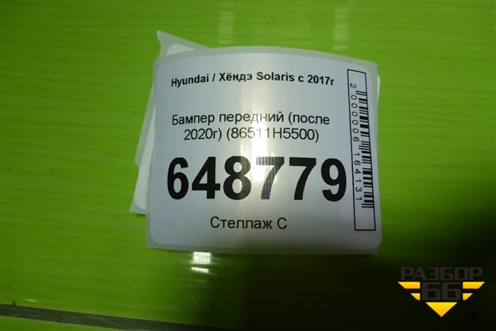 Hyundai / Хёндэ Solaris с 2017г
Бампер передний (после
2020г) (86511H5500)
648779
Стеллаж С
2000006164131
РАЗБОР
66